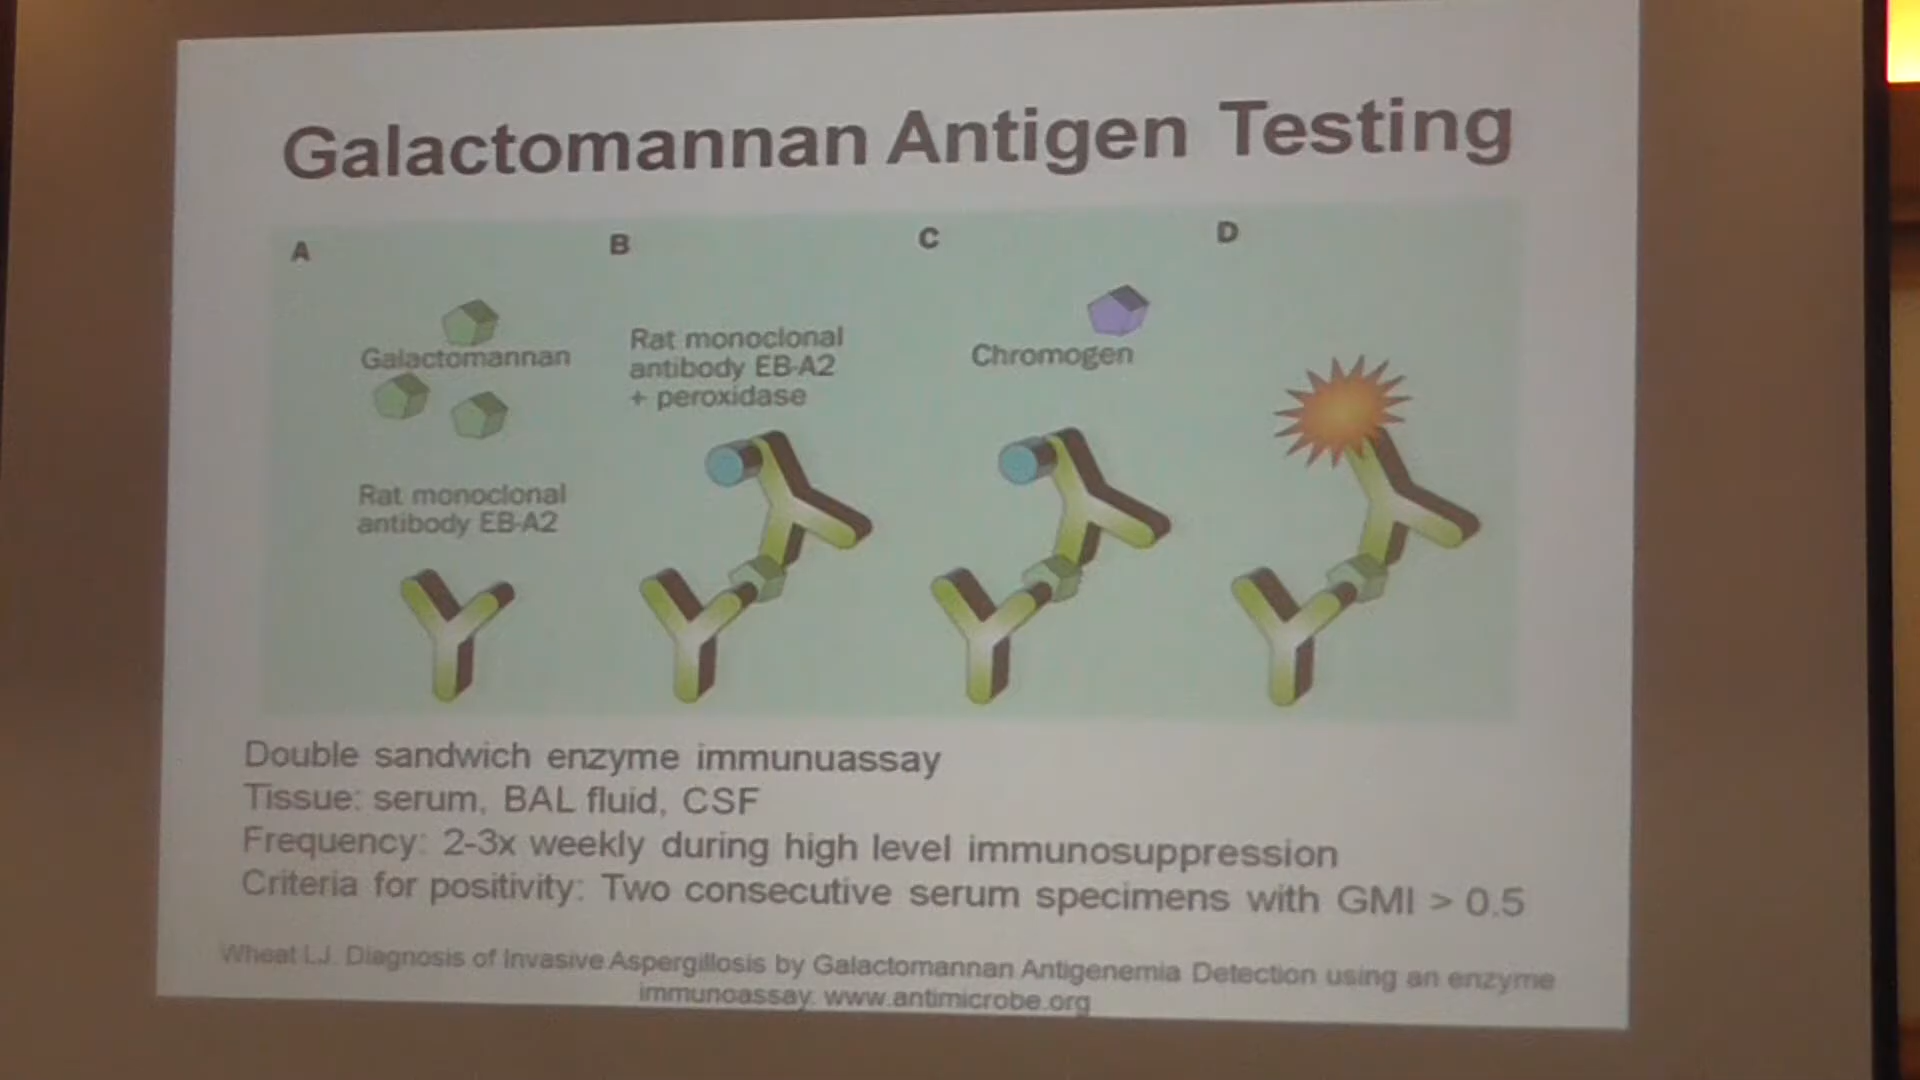 Galactomannan Antigen Testing
A
B
C
D
Galactomannan
Rat monoclonal
antibody EB-A2
Rat monoclonal
antibody EB-A2
+ peroxidase
Chromogen
Double sandwich enzyme immunuassay
Tissue: serum, BAL fluid, CSF
Frequency: 2-3x weekly during high level immunosuppression
Criteria for positivity: Two consecutive serum specimens with GMI > 0.5
Wheat LJ. Diagnosis of Invasive Aspergillosis by Galactomannan Antigenemia Detection using an enzyme
immunoassay. www.antimicrobe.org